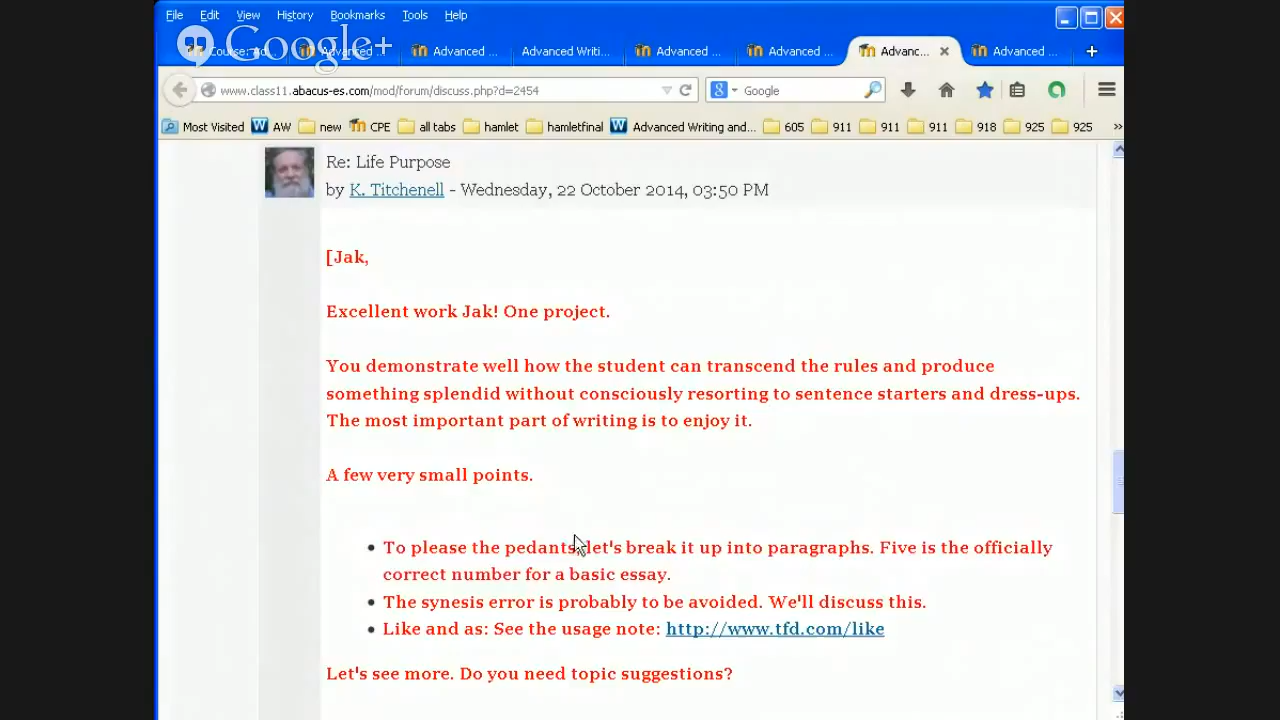 File Edit View History Bookmarks Tools Help
Google+
Advanced ... Advanced Writi... Advanced ... Advanced ... Advanc... Advanced ...
www.class11.abacus-es.com/mod/forum/discuss.php?d=2454 Google
Most Visited AW new CPE all tabs hamlet hamletfinal Advanced Writing and... 605 911 911 911 918 925 925 »
Re: Life Purpose
by K. Titchenell - Wednesday, 22 October 2014, 03:50 PM
[Jak,
Excellent work Jak! One project.
You demonstrate well how the student can transcend the rules and produce
something splendid without consciously resorting to sentence starters and dress-ups.
The most important part of writing is to enjoy it.
A few very small points.
To please the pedants, let's break it up into paragraphs. Five is the officially
correct number for a basic essay.
The synesis error is probably to be avoided. We'll discuss this.
Like and as: See the usage note: http://www.tfd.com/like
Let's see more. Do you need topic suggestions?